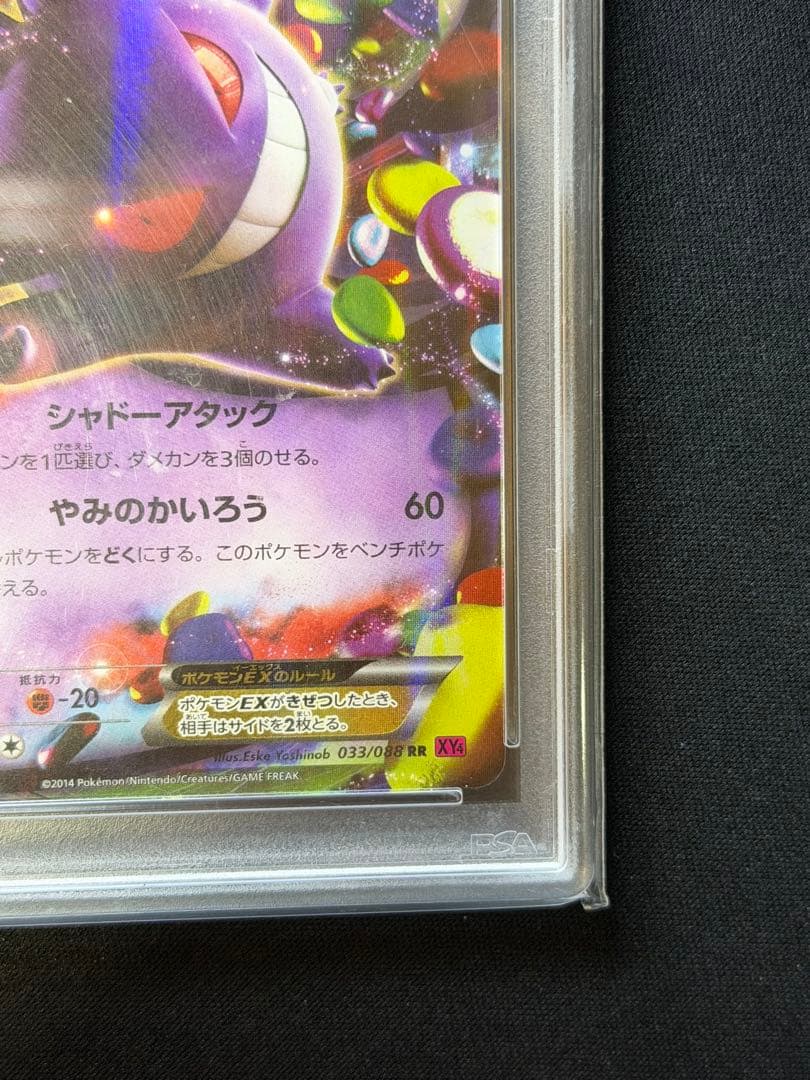 シャドーアタック
ンを1匹選び、ダメカンを3個のせる。
やみのかいろう 60
ポケモンをどくにする。このポケモンをベンチポケ
える。
抵抗力
-20
ポケモンEXのルール
ポケモンEXがきぜつしたとき、
相手はサイドを2枚とる。
Illus.Eske Yoshinob 033/088 RR XY4
©2014 Pokémon/Nintendo/Creatures/GAME FREAK
PSA